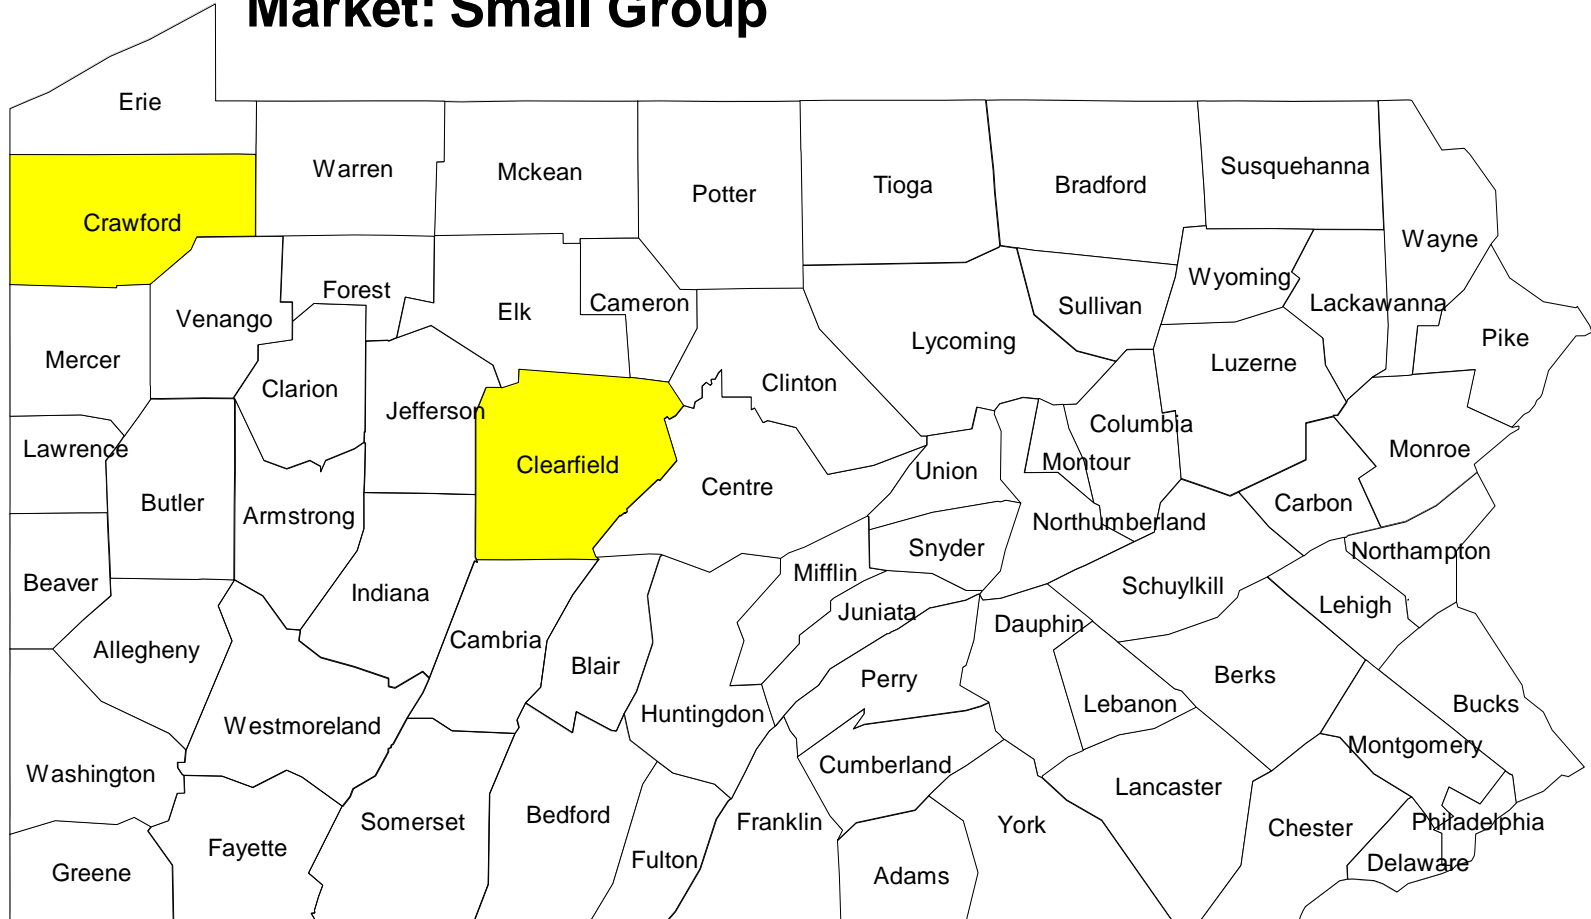 Market: Small Group
Erie
Warren
Mckean
Potter
Tioga
Bradford
Susquehanna
Wayne
Crawford
Forest
Venango
Elk
Cameron
Lycoming
Sullivan
Wyoming
Lackawanna
Pike
Mercer
Clarion
Jefferson
Clinton
Columbia
Luzerne
Monroe
Lawrence
Butler
Armstrong
Clearfield
Centre
Union
Montour
Northumberland
Carbon
Northampton
Beaver
Indiana
Mifflin
Snyder
Juniata
Schuylkill
Lehigh
Allegheny
Cambria
Blair
Perry
Dauphin
Lebanon
Berks
Bucks
Westmoreland
Huntingdon
Montgomery
Washington
Cumberland
Lancaster
Somerset
Bedford
Franklin
York
Chester
Philadelphia
Greene
Fayette
Fulton
Adams
Delaware